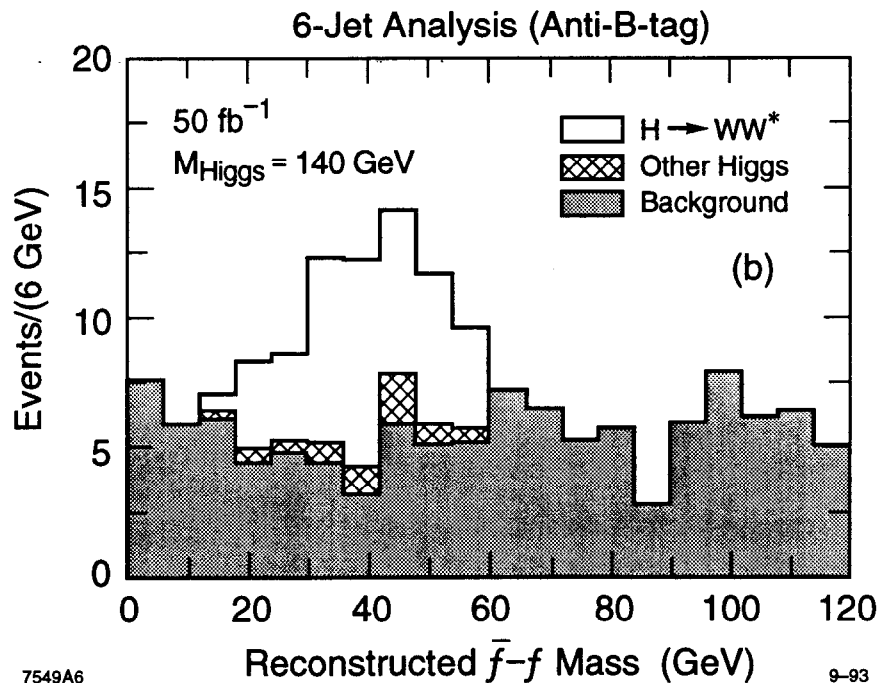 6-Jet Analysis (Anti-B-tag)
20
15
10
5
0
Events/(6 GeV)
50 fb⁻¹
M_Higgs = 140 GeV
H → WW*
Other Higgs
Background
(b)
0 20 40 60 80 100 120
Reconstructed f̄–f Mass (GeV)
7549A6
9–93